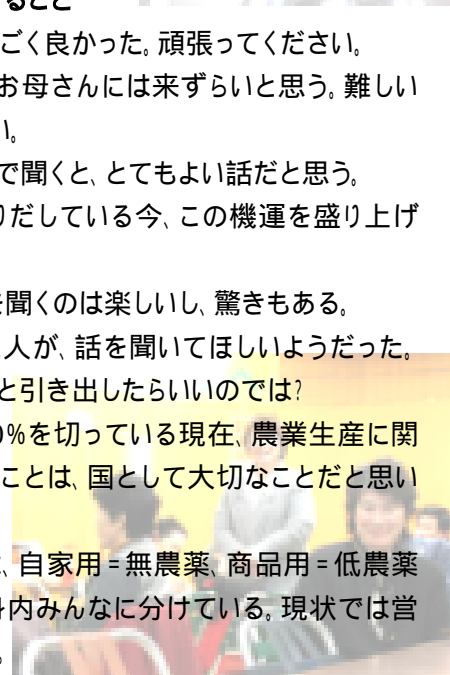 ごく良かった。頑張ってください。
お母さんには来ずらいと思う。難しい
い。
で聞くと、とてもよい話だと思う。
りだしている今、この機運を盛り上げ
聞くのは楽しいし、驚きもある。
人が、話を聞いてほしいようだった。
と引き出したらいいのでは?
0%を切っている現在、農業生産に関
ことは、国として大切なことだと思い
、自家用=無農薬、商品用=低農薬
内みんなに分けている。現状では営
。